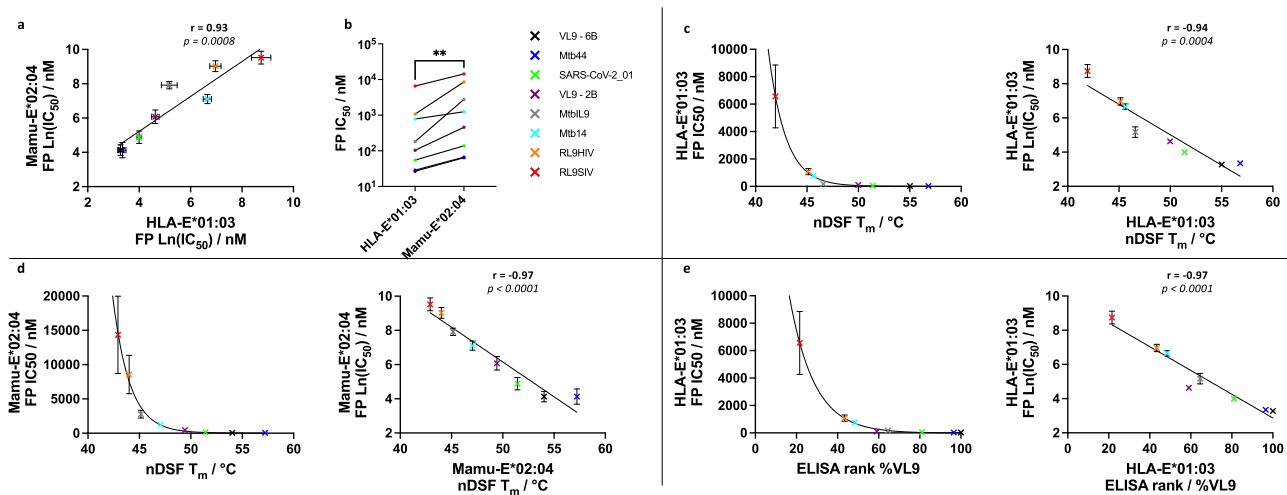 a
r = 0.93
p = 0.0008
Mamu-E*02:04
FP Ln(IC50) / nM
10
8
6
4
2
2 4 6 8 10
HLA-E*01:03
FP Ln(IC50) / nM
b
**
FP IC50 / nM
10^5
10^4
10^3
10^2
10^1
HLA-E*01:03
Mamu-E*02:04
VL9 - 6B
Mtb44
SARS-CoV-2_01
VL9 - 2B
MtbIL9
Mtb14
RL9HIV
RL9SIV
c
HLA-E*01:03
FP IC50 / nM
10000
8000
6000
4000
2000
0
40 45 50 55 60
nDSF Tm / °C
r = -0.94
p = 0.0004
HLA-E*01:03
FP Ln(IC50) / nM
10
8
6
4
2
40 45 50 55 60
HLA-E*01:03
nDSF Tm / °C
d
Mamu-E*02:04
FP IC50 / nM
20000
15000
10000
5000
0
40 45 50 55 60
nDSF Tm / °C
r = -0.97
p < 0.0001
Mamu-E*02:04
FP Ln(IC50) / nM
10
8
6
4
2
40 45 50 55 60
Mamu-E*02:04
nDSF Tm / °C
e
HLA-E*01:03
FP IC50 / nM
10000
8000
6000
4000
2000
0
0 20 40 60 80 100
ELISA rank %VL9
r = -0.97
p < 0.0001
HLA-E*01:03
FP Ln(IC50) / nM
10
8
6
4
2
0 20 40 60 80 100
HLA-E*01:03
ELISA rank / %VL9